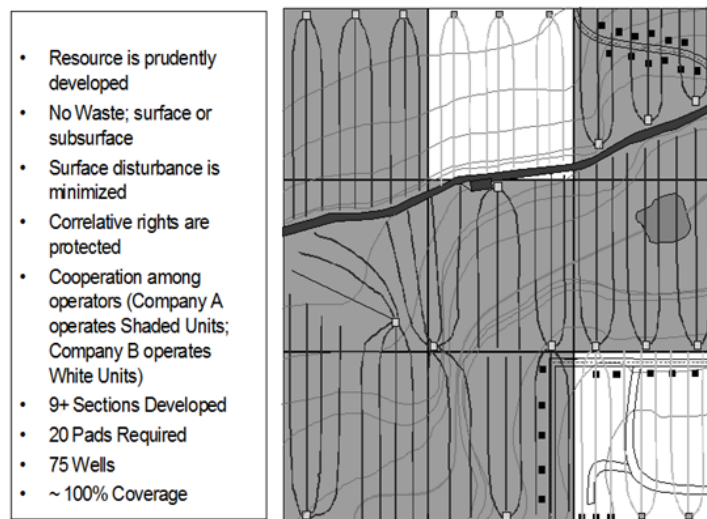 • Resource is prudently
developed
• No Waste; surface or
subsurface
• Surface disturbance is
minimized
• Correlative rights are
protected
• Cooperation among
operators (Company A
operates Shaded Units;
Company B operates
White Units)
• 9+ Sections Developed
• 20 Pads Required
• 75 Wells
• ~ 100% Coverage